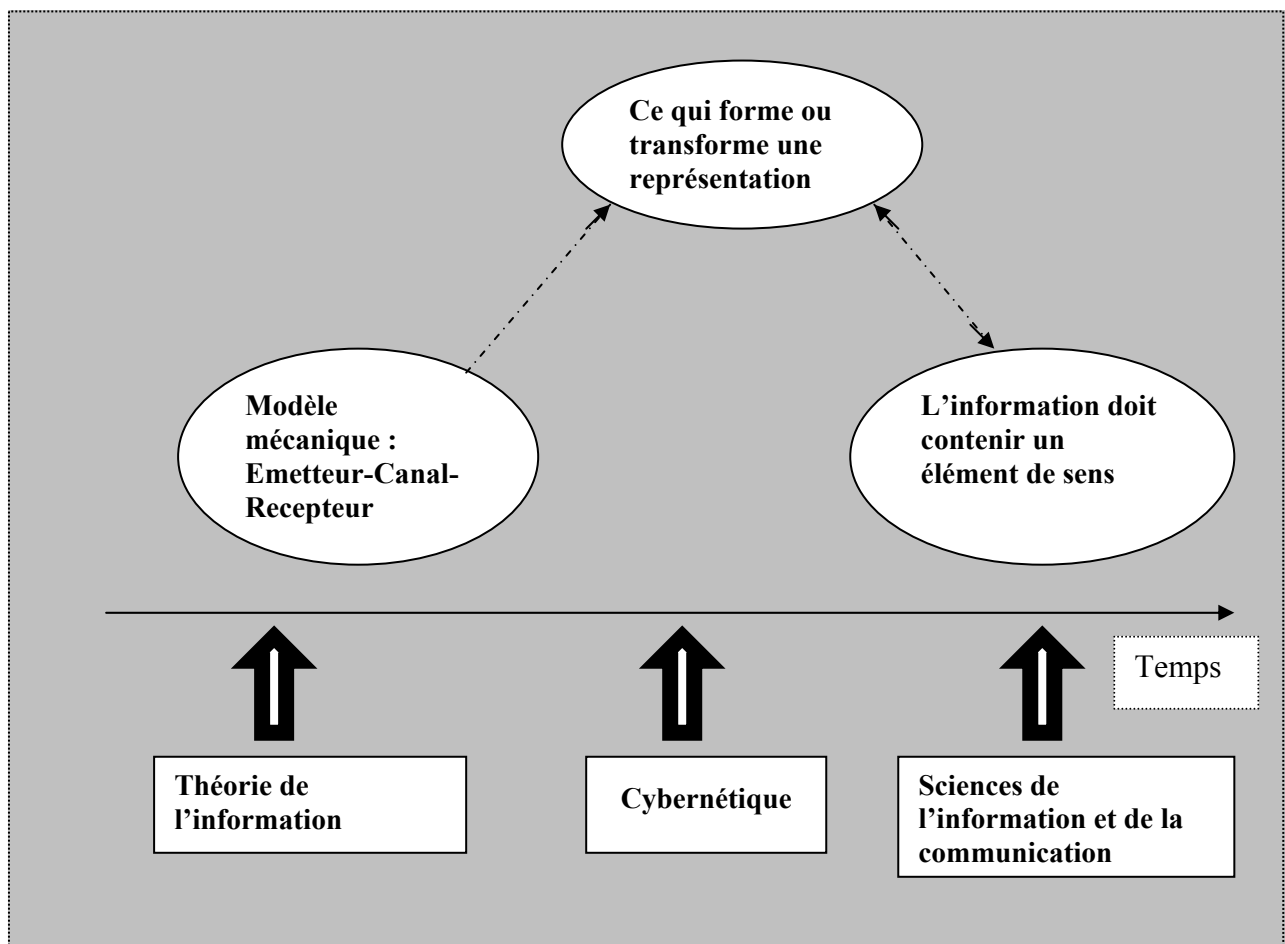 Ce qui forme ou
transforme une
représentation
Modèle
mécanique :
Emetteur-Canal-
Recepteur
L’information doit
contenir un
élément de sens
Temps
Théorie de
l’information
Cybernétique
Sciences de
l’information et de la
communication